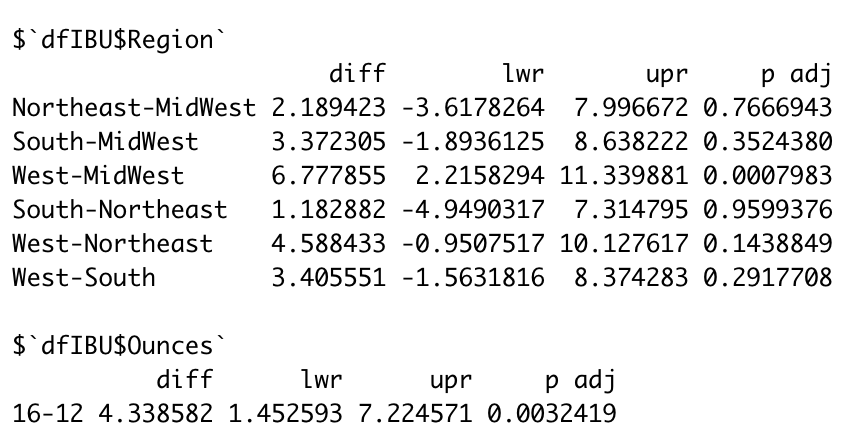 $`dfIBU$Region`
diff lwr upr p adj
Northeast-MidWest 2.189423 -3.6178264 7.996672 0.7666943
South-MidWest 3.372305 -1.8936125 8.638222 0.3524380
West-MidWest 6.777855 2.2158294 11.339881 0.0007983
South-Northeast 1.182882 -4.9490317 7.314795 0.9599376
West-Northeast 4.588433 -0.9507517 10.127617 0.1438849
West-South 3.405551 -1.5631816 8.374283 0.2917708
$`dfIBU$Ounces`
diff lwr upr p adj
16-12 4.338582 1.452593 7.224571 0.0032419